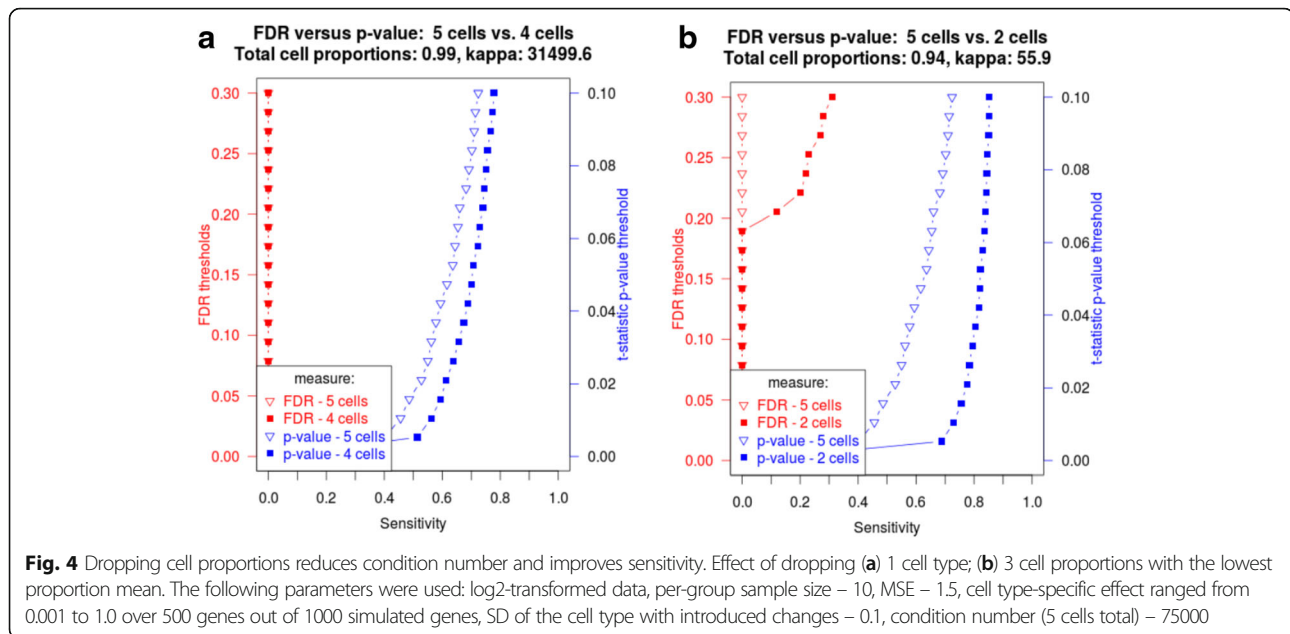 a
FDR versus p-value:  5 cells vs. 4 cells
Total cell proportions: 0.99, kappa: 31499.6
FDR thresholds
0.30
0.25
0.20
0.15
0.10
0.05
0.00
t-statistic p-value threshold
0.10
0.08
0.06
0.04
0.02
0.00
measure:
FDR - 5 cells
FDR - 4 cells
p-value - 5 cells
p-value - 4 cells
0.0 0.2 0.4 0.6 0.8 1.0
Sensitivity
b
FDR versus p-value:  5 cells vs. 2 cells
Total cell proportions: 0.94, kappa: 55.9
FDR thresholds
0.30
0.25
0.20
0.15
0.10
0.05
0.00
t-statistic p-value threshold
0.10
0.08
0.06
0.04
0.02
0.00
measure:
FDR - 5 cells
FDR - 2 cells
p-value - 5 cells
p-value - 2 cells
0.0 0.2 0.4 0.6 0.8 1.0
Sensitivity
Fig. 4 Dropping cell proportions reduces condition number and improves sensitivity. Effect of dropping (a) 1 cell type; (b) 3 cell proportions with the lowest
proportion mean. The following parameters were used: log2-transformed data, per-group sample size – 10, MSE – 1.5, cell type-specific effect ranged from
0.001 to 1.0 over 500 genes out of 1000 simulated genes, SD of the cell type with introduced changes – 0.1, condition number (5 cells total) – 75000